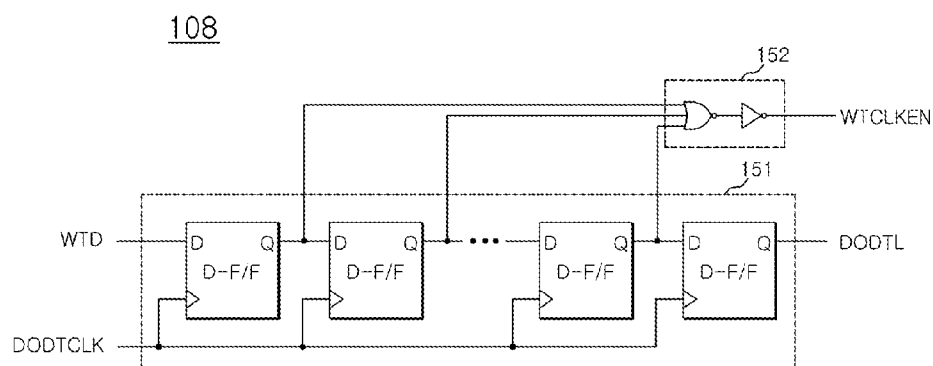 108
152
WTCLKEN
151
WTD
D Q
D-F/F
D Q
D-F/F
D Q
D-F/F
D Q
D-F/F
DODTL
DODTCLK